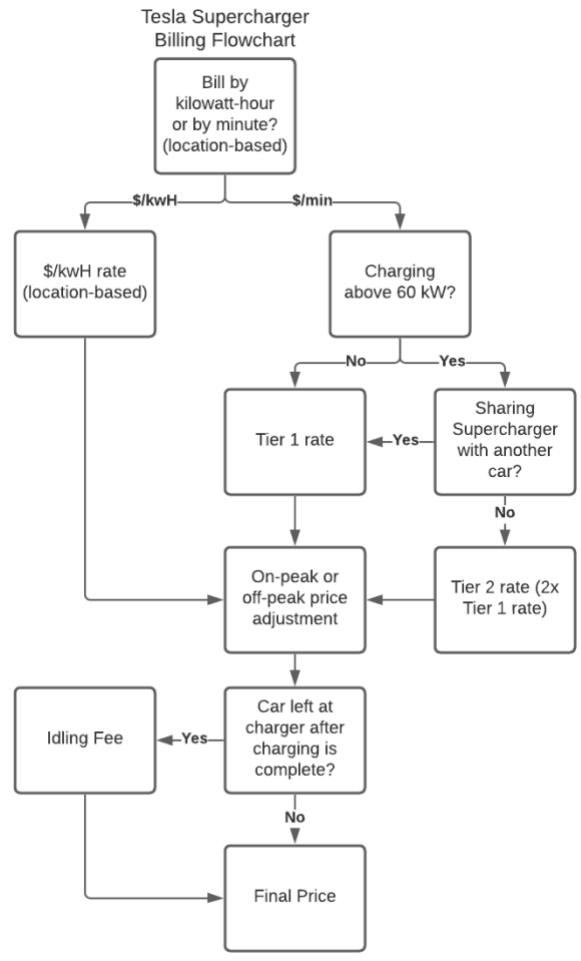 Tesla Supercharger
Billing Flowchart
Bill by
kilowatt-hour
or by minute?
(location-based)
$/kwH
$/min
$/kwH rate
(location-based)
Charging
above 60 kW?
No
Yes
Tier 1 rate
Yes
Sharing
Supercharger
with another
car?
No
On-peak or
off-peak price
adjustment
Tier 2 rate (2x
Tier 1 rate)
Idling Fee
Yes
Car left at
charger after
charging is
complete?
No
Final Price